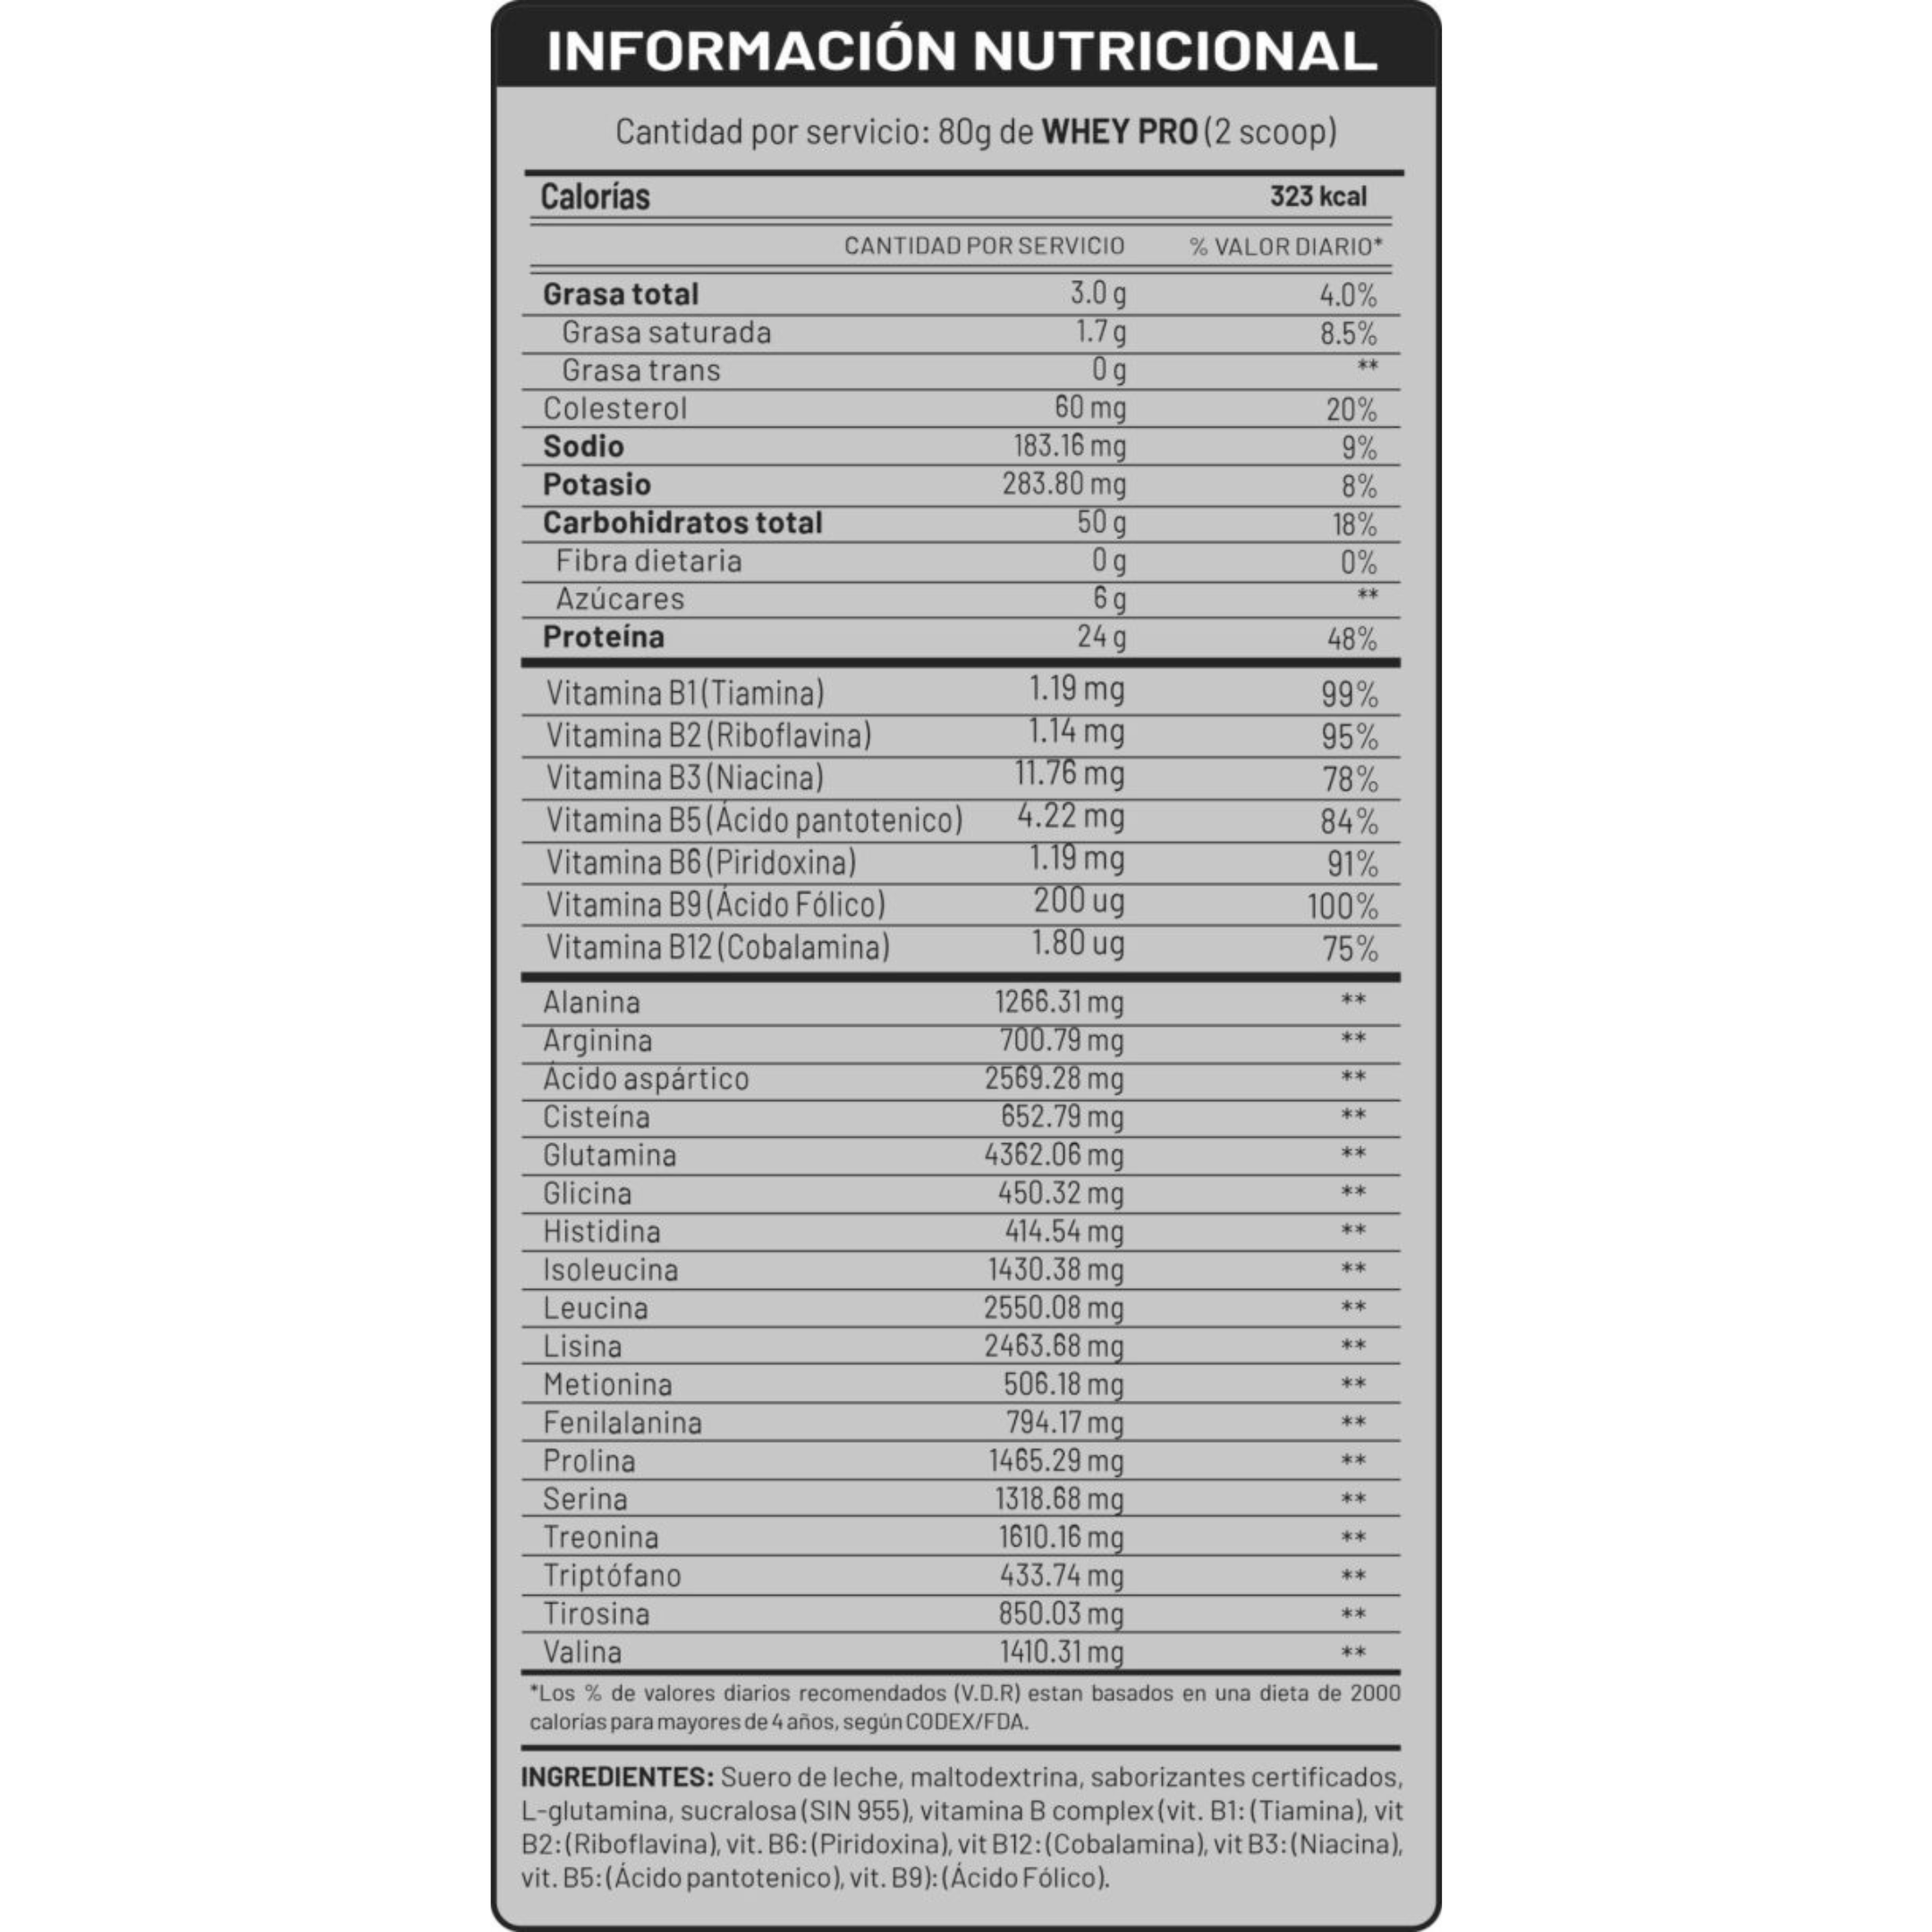 INFORMACIÓN NUTRICIONAL
Cantidad por servicio: 80g de WHEY PRO (2 scoop)
Calorías 323 kcal
CANTIDAD POR SERVICIO % VALOR DIARIO*
Grasa total 3.0 g 4.0%
Grasa saturada 1.7 g 8.5%
Grasa trans 0 g **
Colesterol 60 mg 20%
Sodio 183.16 mg 9%
Potasio 283.80 mg 8%
Carbohidratos total 50 g 18%
Fibra dietaria 0 g 0%
Azúcares 6 g **
Proteína 24 g 48%
Vitamina B1 (Tiamina) 1.19 mg 99%
Vitamina B2 (Riboflavina) 1.14 mg 95%
Vitamina B3 (Niacina) 11.76 mg 78%
Vitamina B5 (Ácido pantotenico) 4.22 mg 84%
Vitamina B6 (Piridoxina) 1.19 mg 91%
Vitamina B9 (Ácido Fólico) 200 ug 100%
Vitamina B12 (Cobalamina) 1.80 ug 75%
Alanina 1266.31 mg **
Arginina 700.79 mg **
Ácido aspártico 2569.28 mg **
Cisteína 652.79 mg **
Glutamina 4362.06 mg **
Glicina 450.32 mg **
Histidina 414.54 mg **
Isoleucina 1430.38 mg **
Leucina 2550.08 mg **
Lisina 2463.68 mg **
Metionina 506.18 mg **
Fenilalanina 794.17 mg **
Prolina 1465.29 mg **
Serina 1318.68 mg **
Treonina 1610.16 mg **
Triptófano 433.74 mg **
Tirosina 850.03 mg **
Valina 1410.31 mg **
*Los % de valores diarios recomendados (V.D.R) estan basados en una dieta de 2000
calorías para mayores de 4 años, según CODEX/FDA.
INGREDIENTES: Suero de leche, maltodextrina, saborizantes certificados,
L-glutamina, sucralosa (SIN 955), vitamina B complex (vit. B1: (Tiamina), vit
B2: (Riboflavina), vit. B6: (Piridoxina), vit B12: (Cobalamina), vit B3: (Niacina),
vit. B5: (Ácido pantotenico), vit. B9): (Ácido Fólico).